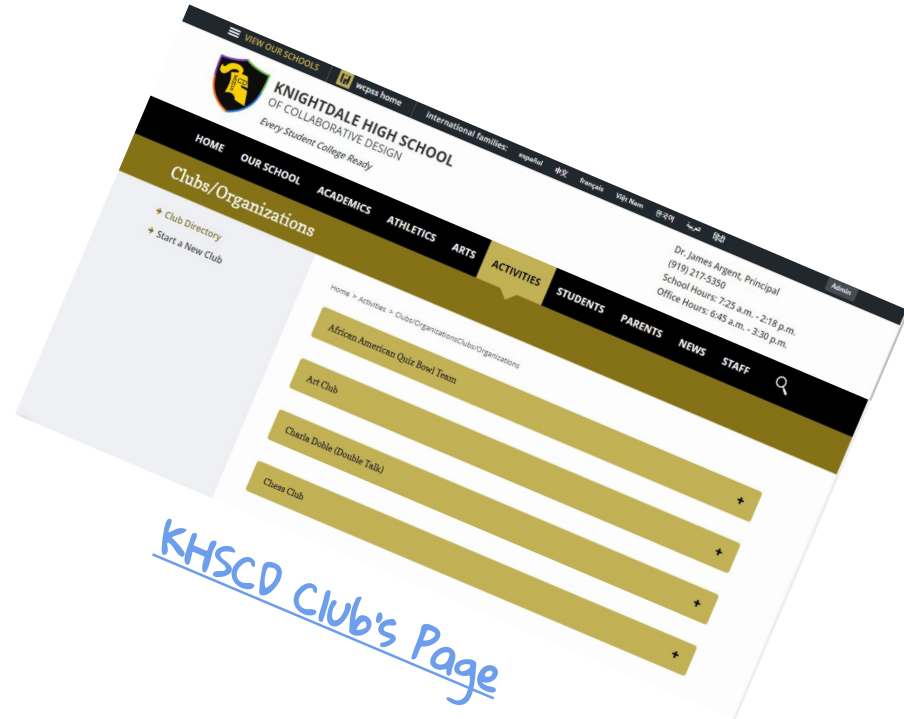 VIEW OUR SCHOOLS
wcpss home
International families: español 中文 français Việt Nam 한국어 عربية हिंदी
Admin
KNIGHTDALE HIGH SCHOOL
OF COLLABORATIVE DESIGN
Every Student College Ready
Dr. James Argent, Principal
(919) 217-5350
School Hours: 7:25 a.m. - 2:18 p.m.
Office Hours: 6:45 a.m. - 3:30 p.m.
HOME OUR SCHOOL ACADEMICS ATHLETICS ARTS ACTIVITIES STUDENTS PARENTS NEWS STAFF
Clubs/Organizations
Club Directory
Start a New Club
Home > Activities > Clubs/OrganizationsClubs/Organizations
African American Quiz Bowl Team +
Art Club +
Charla Doble (Double Talk) +
Chess Club +
KHSCD Club's Page